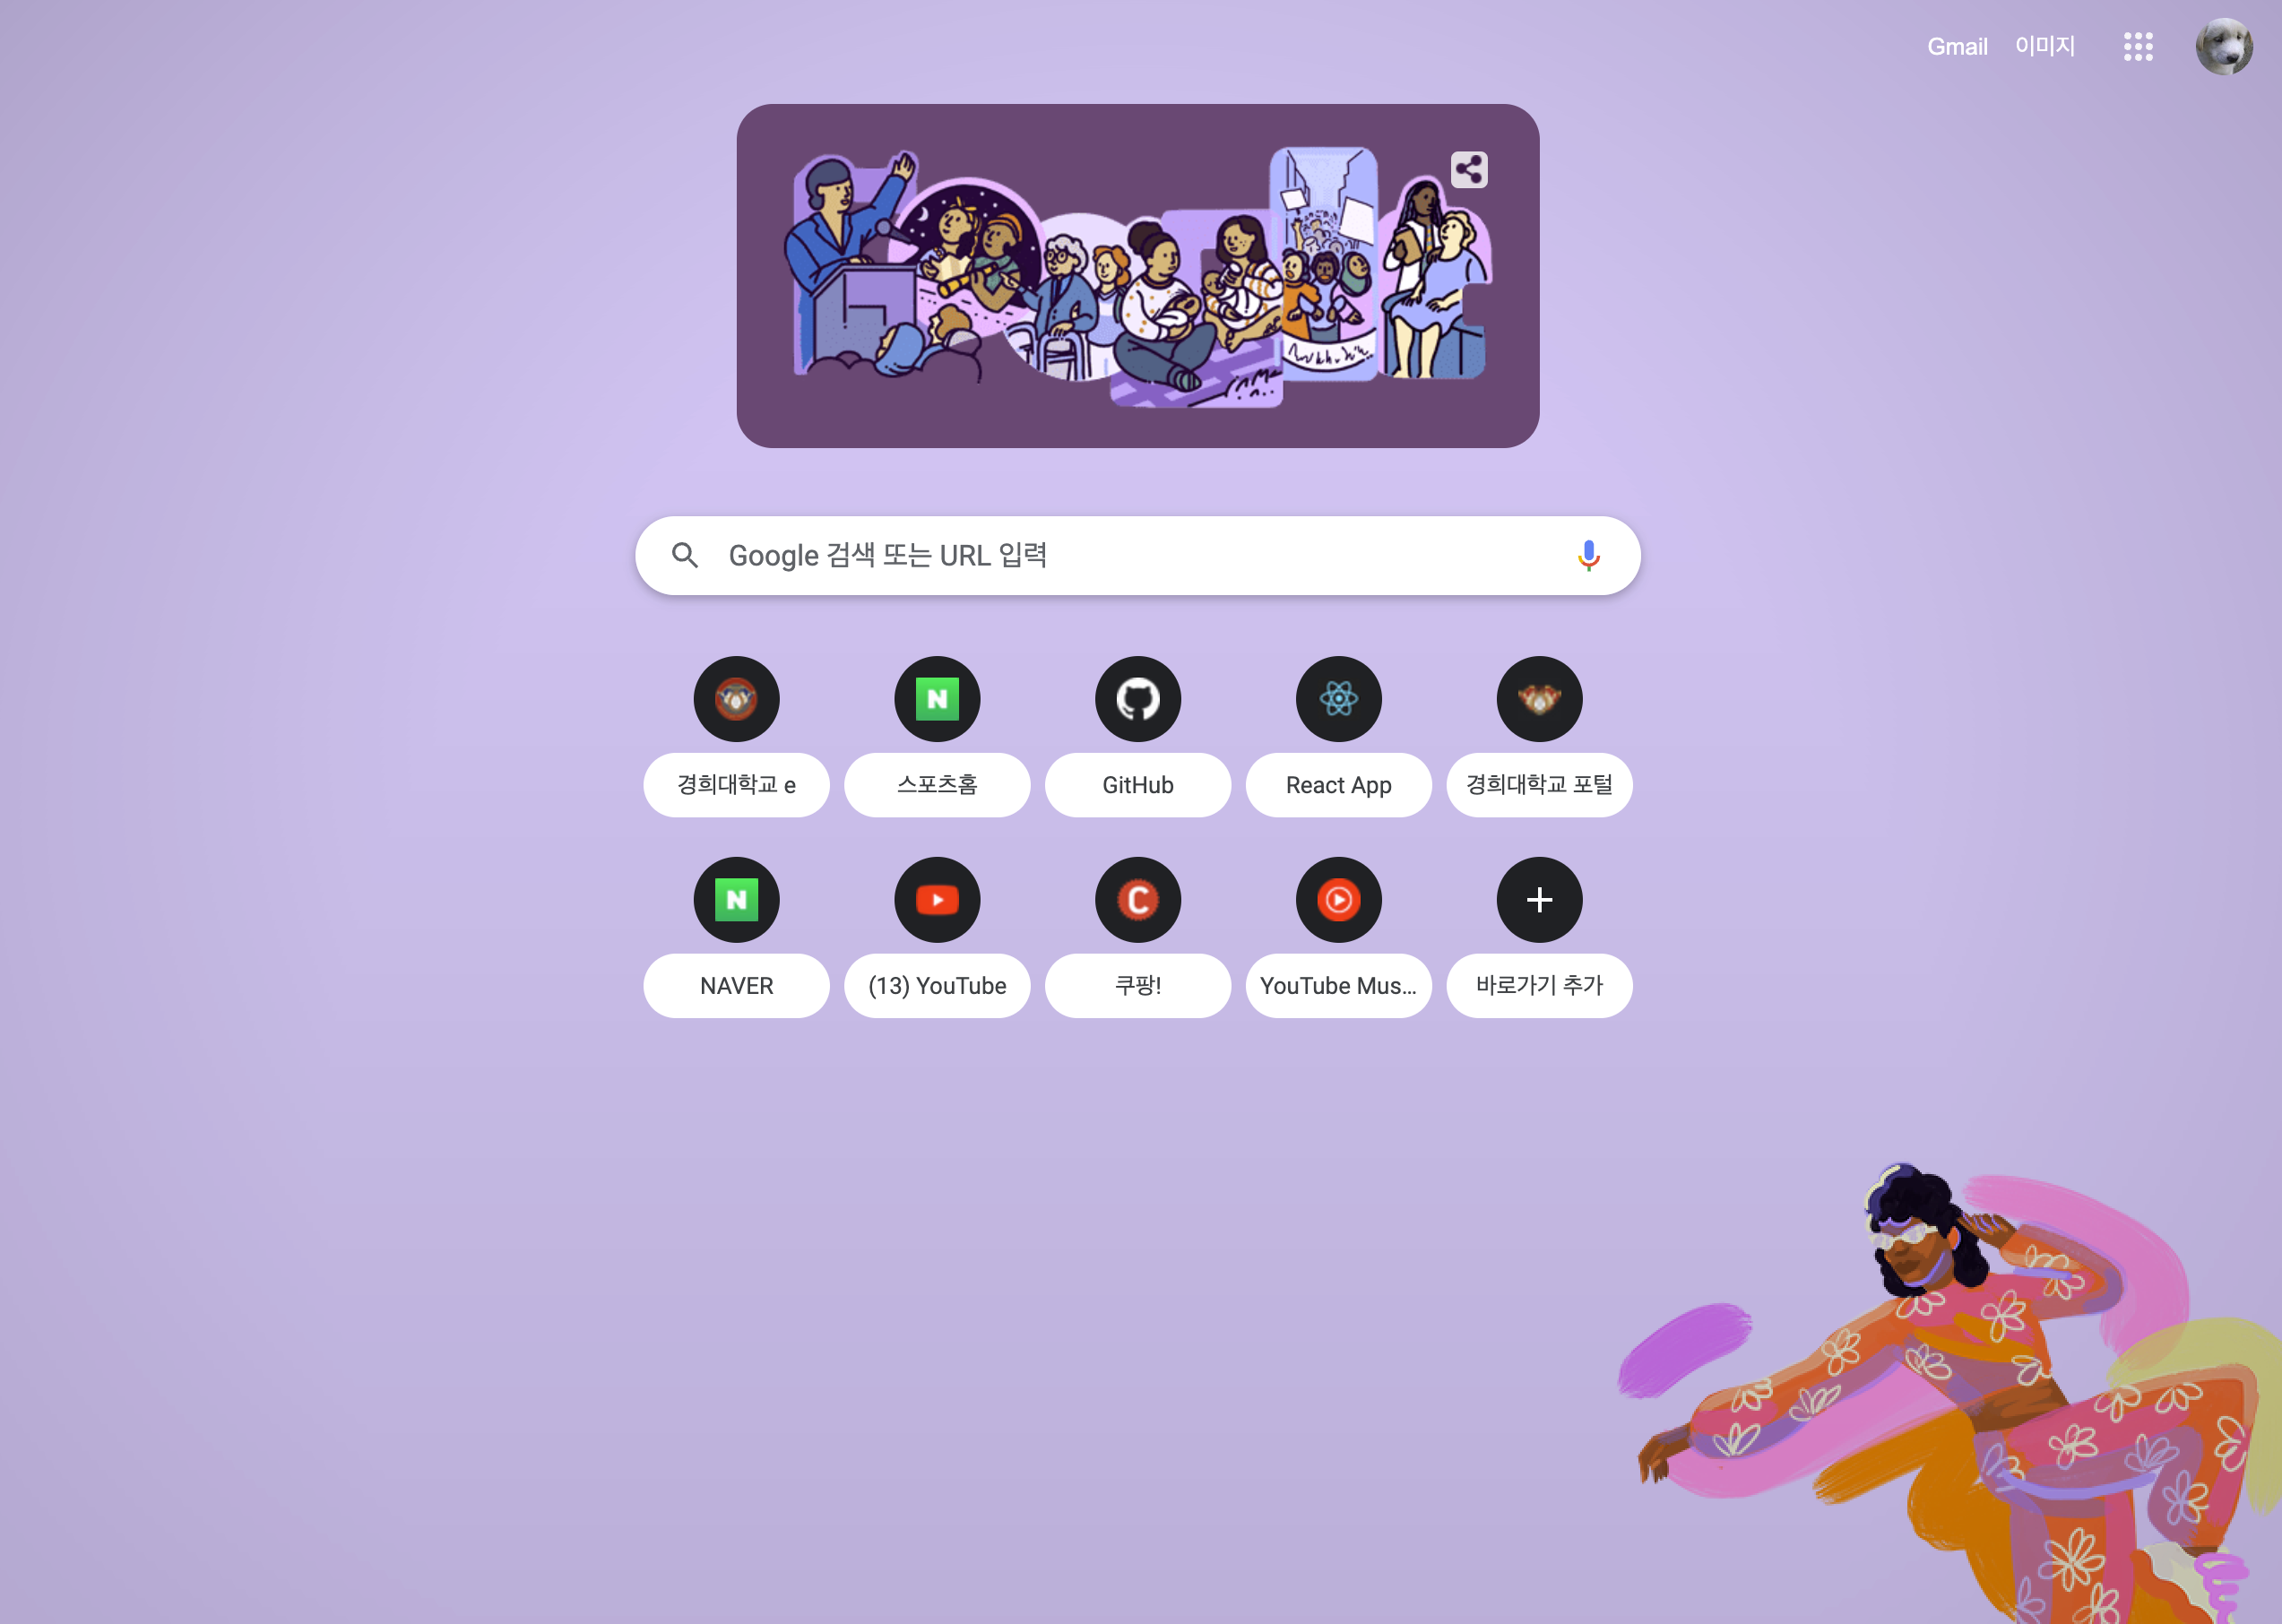 Gmail 이미지
Google 검색 또는 URL 입력
경희대학교 e
스포츠홈
GitHub
React App
경희대학교 포털
NAVER
(13) YouTube
쿠팡!
YouTube Mus...
바로가기 추가